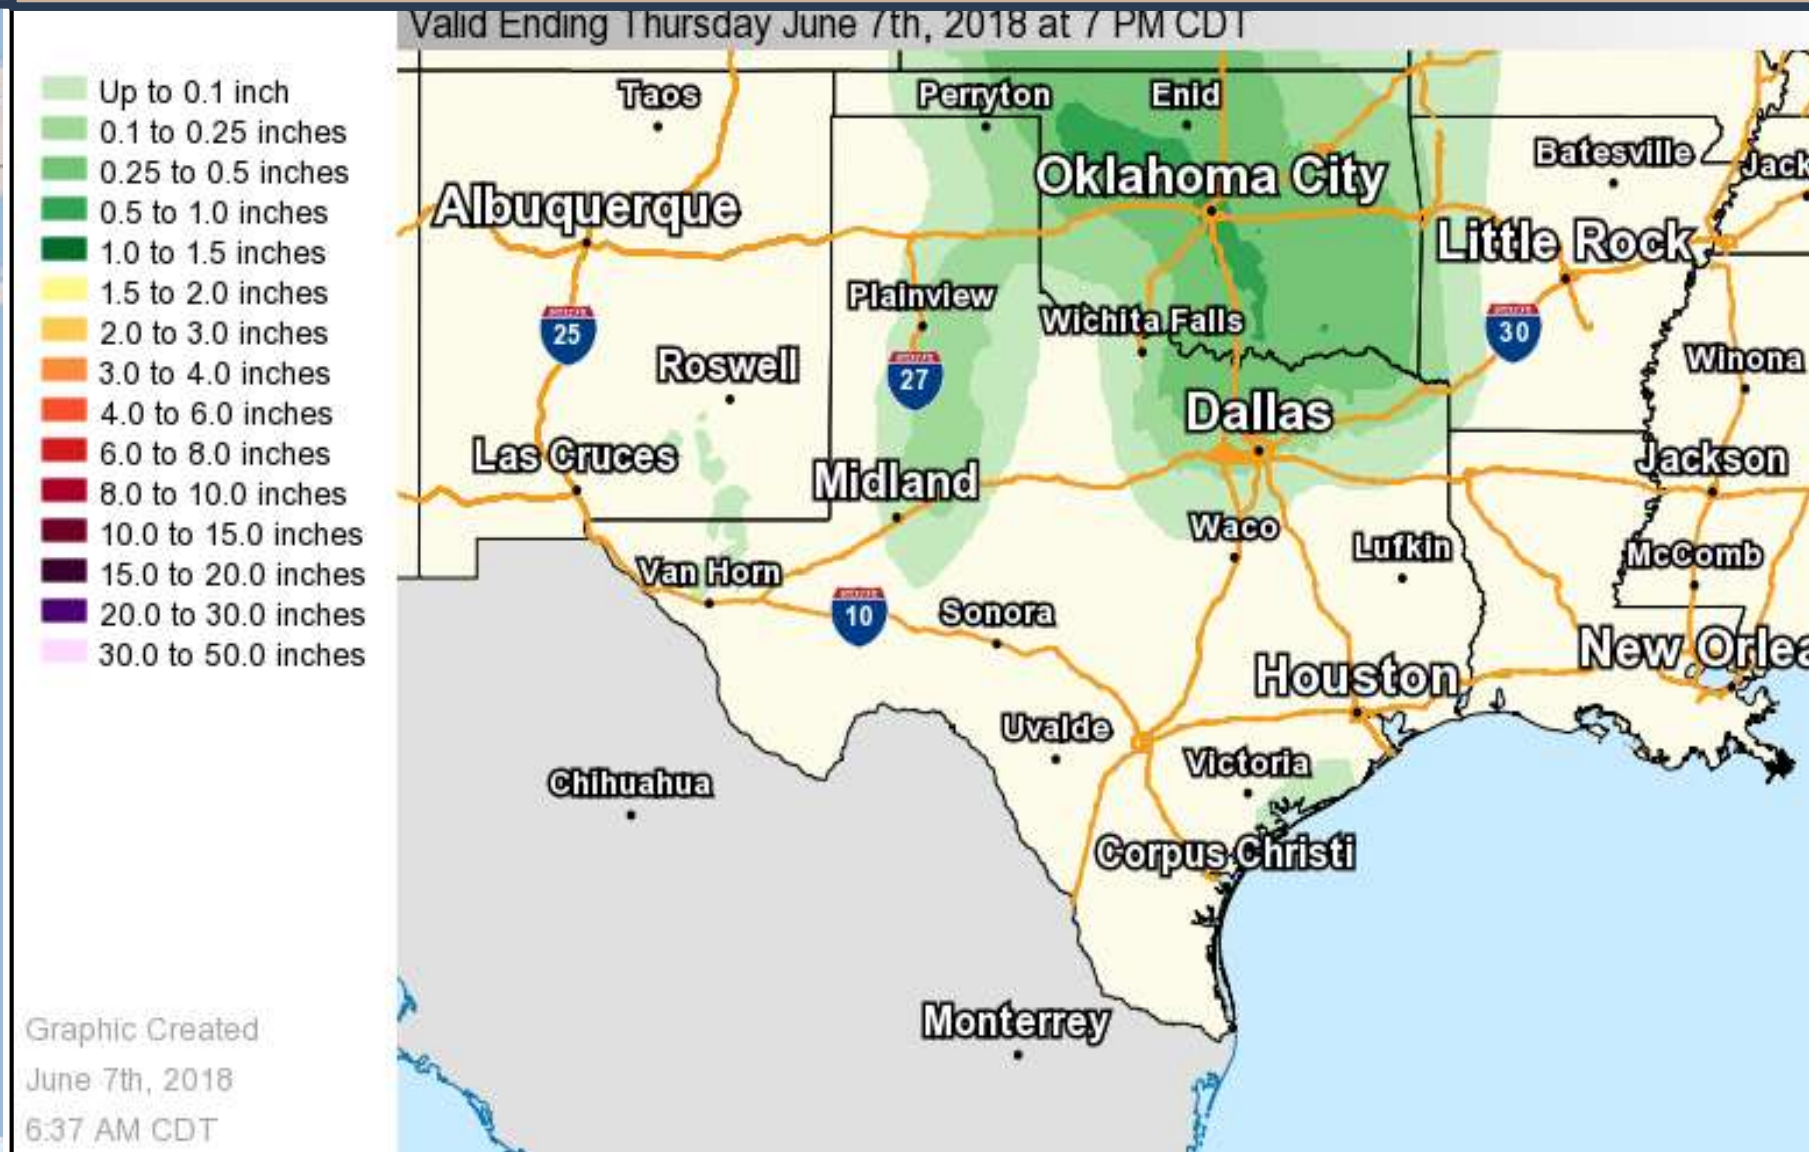 Valid Ending Thursday June 7th, 2018 at 7 PM CDT
Up to 0.1 inch
0.1 to 0.25 inches
0.25 to 0.5 inches
0.5 to 1.0 inches
1.0 to 1.5 inches
1.5 to 2.0 inches
2.0 to 3.0 inches
3.0 to 4.0 inches
4.0 to 6.0 inches
6.0 to 8.0 inches
8.0 to 10.0 inches
10.0 to 15.0 inches
15.0 to 20.0 inches
20.0 to 30.0 inches
30.0 to 50.0 inches
Graphic Created
June 7th, 2018
6:37 AM CDT
Taos
Perryton
Enid
Batesville
Jack
Oklahoma City
Albuquerque
Little Rock
Plainview
Wichita Falls
25
30
Roswell
27
Winona
Dallas
Las Cruces
Midland
Jackson
Waco
Lufkin
McComb
Van Horn
10
Sonora
Houston
New Orlea
Uvalde
Victoria
Chihuahua
Corpus Christi
Monterrey